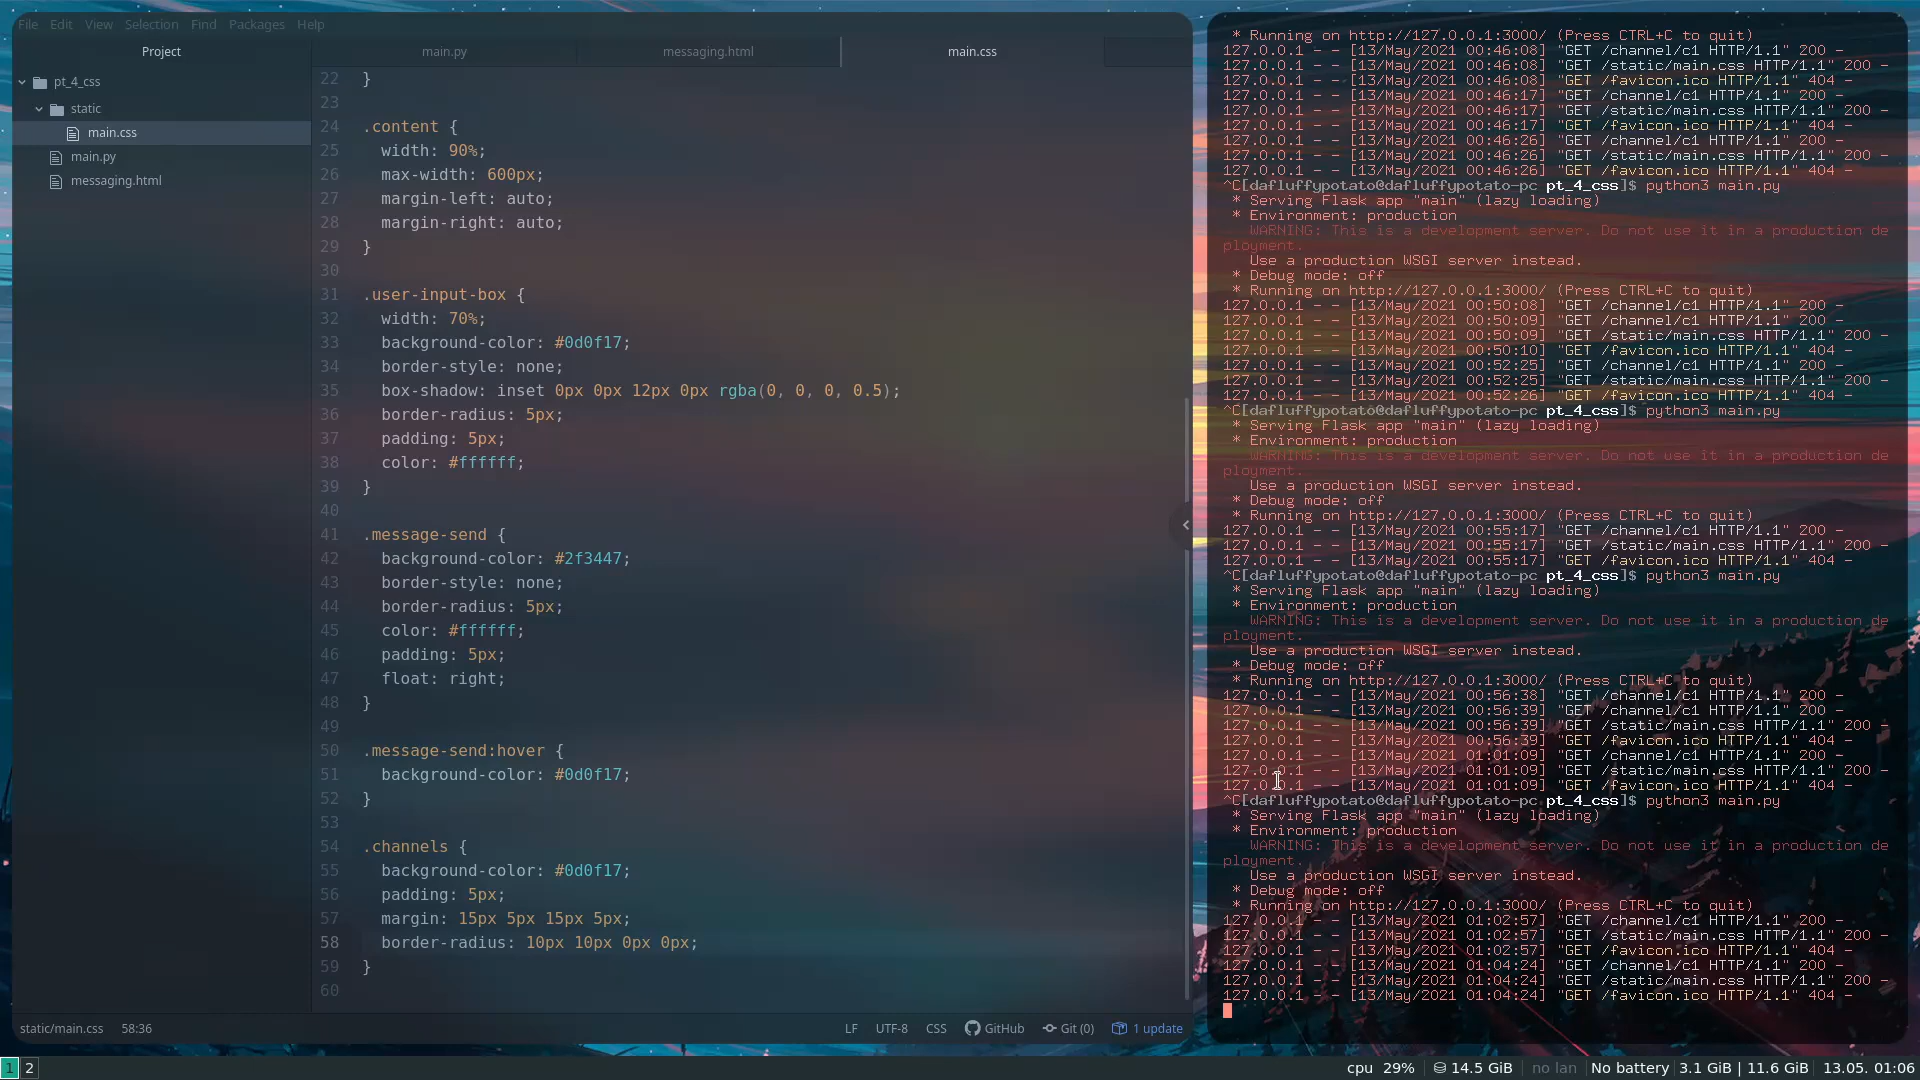 File Edit View Selection Find Packages Help
Project
main.py
messaging.html
main.css
pt_4_css
static
main.css
main.py
messaging.html
22 }
23
24 .content {
25 width: 90%;
26 max-width: 600px;
27 margin-left: auto;
28 margin-right: auto;
29 }
30
31 .user-input-box {
32 width: 70%;
33 background-color: #0d0f17;
34 border-style: none;
35 box-shadow: inset 0px 0px 12px 0px rgba(0, 0, 0, 0.5);
36 border-radius: 5px;
37 padding: 5px;
38 color: #ffffff;
39 }
40
41 .message-send {
42 background-color: #2f3447;
43 border-style: none;
44 border-radius: 5px;
45 color: #ffffff;
46 padding: 5px;
47 float: right;
48 }
49
50 .message-send:hover {
51 background-color: #0d0f17;
52 }
53
54 .channels {
55 background-color: #0d0f17;
56 padding: 5px;
57 margin: 15px 5px 15px 5px;
58 border-radius: 10px 10px 0px 0px;
59 }
60
static/main.css 58:36
LF UTF-8 CSS GitHub Git (0) 1 update
* Running on http://127.0.0.1:3000/ (Press CTRL+C to quit)
127.0.0.1 - - [13/May/2021 00:46:08] "GET /channel/c1 HTTP/1.1" 200 -
127.0.0.1 - - [13/May/2021 00:46:08] "GET /static/main.css HTTP/1.1" 200 -
127.0.0.1 - - [13/May/2021 00:46:08] "GET /favicon.ico HTTP/1.1" 404 -
127.0.0.1 - - [13/May/2021 00:46:17] "GET /channel/c1 HTTP/1.1" 200 -
127.0.0.1 - - [13/May/2021 00:46:17] "GET /static/main.css HTTP/1.1" 200 -
127.0.0.1 - - [13/May/2021 00:46:17] "GET /favicon.ico HTTP/1.1" 404 -
127.0.0.1 - - [13/May/2021 00:46:26] "GET /channel/c1 HTTP/1.1" 200 -
127.0.0.1 - - [13/May/2021 00:46:26] "GET /static/main.css HTTP/1.1" 200 -
127.0.0.1 - - [13/May/2021 00:46:26] "GET /favicon.ico HTTP/1.1" 404 -
^C[dafluffypotato@dafluffypotato-pc pt_4_css]$ python3 main.py
* Serving Flask app "main" (lazy loading)
* Environment: production
WARNING: This is a development server. Do not use it in a production de
ployment.
Use a production WSGI server instead.
* Debug mode: off
* Running on http://127.0.0.1:3000/ (Press CTRL+C to quit)
127.0.0.1 - - [13/May/2021 00:50:08] "GET /channel/c1 HTTP/1.1" 200 -
127.0.0.1 - - [13/May/2021 00:50:09] "GET /channel/c1 HTTP/1.1" 200 -
127.0.0.1 - - [13/May/2021 00:50:09] "GET /static/main.css HTTP/1.1" 200 -
127.0.0.1 - - [13/May/2021 00:50:10] "GET /favicon.ico HTTP/1.1" 404 -
127.0.0.1 - - [13/May/2021 00:52:25] "GET /channel/c1 HTTP/1.1" 200 -
127.0.0.1 - - [13/May/2021 00:52:25] "GET /static/main.css HTTP/1.1" 200 -
127.0.0.1 - - [13/May/2021 00:52:26] "GET /favicon.ico HTTP/1.1" 404 -
^C[dafluffypotato@dafluffypotato-pc pt_4_css]$ python3 main.py
* Serving Flask app "main" (lazy loading)
* Environment: production
WARNING: This is a development server. Do not use it in a production de
ployment.
Use a production WSGI server instead.
* Debug mode: off
* Running on http://127.0.0.1:3000/ (Press CTRL+C to quit)
127.0.0.1 - - [13/May/2021 00:55:17] "GET /channel/c1 HTTP/1.1" 200 -
127.0.0.1 - - [13/May/2021 00:55:17] "GET /static/main.css HTTP/1.1" 200 -
127.0.0.1 - - [13/May/2021 00:55:17] "GET /favicon.ico HTTP/1.1" 404 -
^C[dafluffypotato@dafluffypotato-pc pt_4_css]$ python3 main.py
* Serving Flask app "main" (lazy loading)
* Environment: production
WARNING: This is a development server. Do not use it in a production de
ployment.
Use a production WSGI server instead.
* Debug mode: off
* Running on http://127.0.0.1:3000/ (Press CTRL+C to quit)
127.0.0.1 - - [13/May/2021 00:56:38] "GET /channel/c1 HTTP/1.1" 200 -
127.0.0.1 - - [13/May/2021 00:56:39] "GET /channel/c1 HTTP/1.1" 200 -
127.0.0.1 - - [13/May/2021 00:56:39] "GET /static/main.css HTTP/1.1" 200 -
127.0.0.1 - - [13/May/2021 00:56:39] "GET /favicon.ico HTTP/1.1" 404 -
127.0.0.1 - - [13/May/2021 01:01:09] "GET /channel/c1 HTTP/1.1" 200 -
127.0.0.1 - - [13/May/2021 01:01:09] "GET /static/main.css HTTP/1.1" 200 -
127.0.0.1 - - [13/May/2021 01:01:09] "GET /favicon.ico HTTP/1.1" 404 -
^C[dafluffypotato@dafluffypotato-pc pt_4_css]$ python3 main.py
* Serving Flask app "main" (lazy loading)
* Environment: production
WARNING: This is a development server. Do not use it in a production de
ployment.
Use a production WSGI server instead.
* Debug mode: off
* Running on http://127.0.0.1:3000/ (Press CTRL+C to quit)
127.0.0.1 - - [13/May/2021 01:02:57] "GET /channel/c1 HTTP/1.1" 200 -
127.0.0.1 - - [13/May/2021 01:02:57] "GET /static/main.css HTTP/1.1" 200 -
127.0.0.1 - - [13/May/2021 01:02:57] "GET /favicon.ico HTTP/1.1" 404 -
127.0.0.1 - - [13/May/2021 01:04:24] "GET /channel/c1 HTTP/1.1" 200 -
127.0.0.1 - - [13/May/2021 01:04:24] "GET /static/main.css HTTP/1.1" 200 -
127.0.0.1 - - [13/May/2021 01:04:24] "GET /favicon.ico HTTP/1.1" 404 -
1 2 cpu 29% 14.5 GiB no lan No battery 3.1 GiB | 11.6 GiB 13.05. 01:06